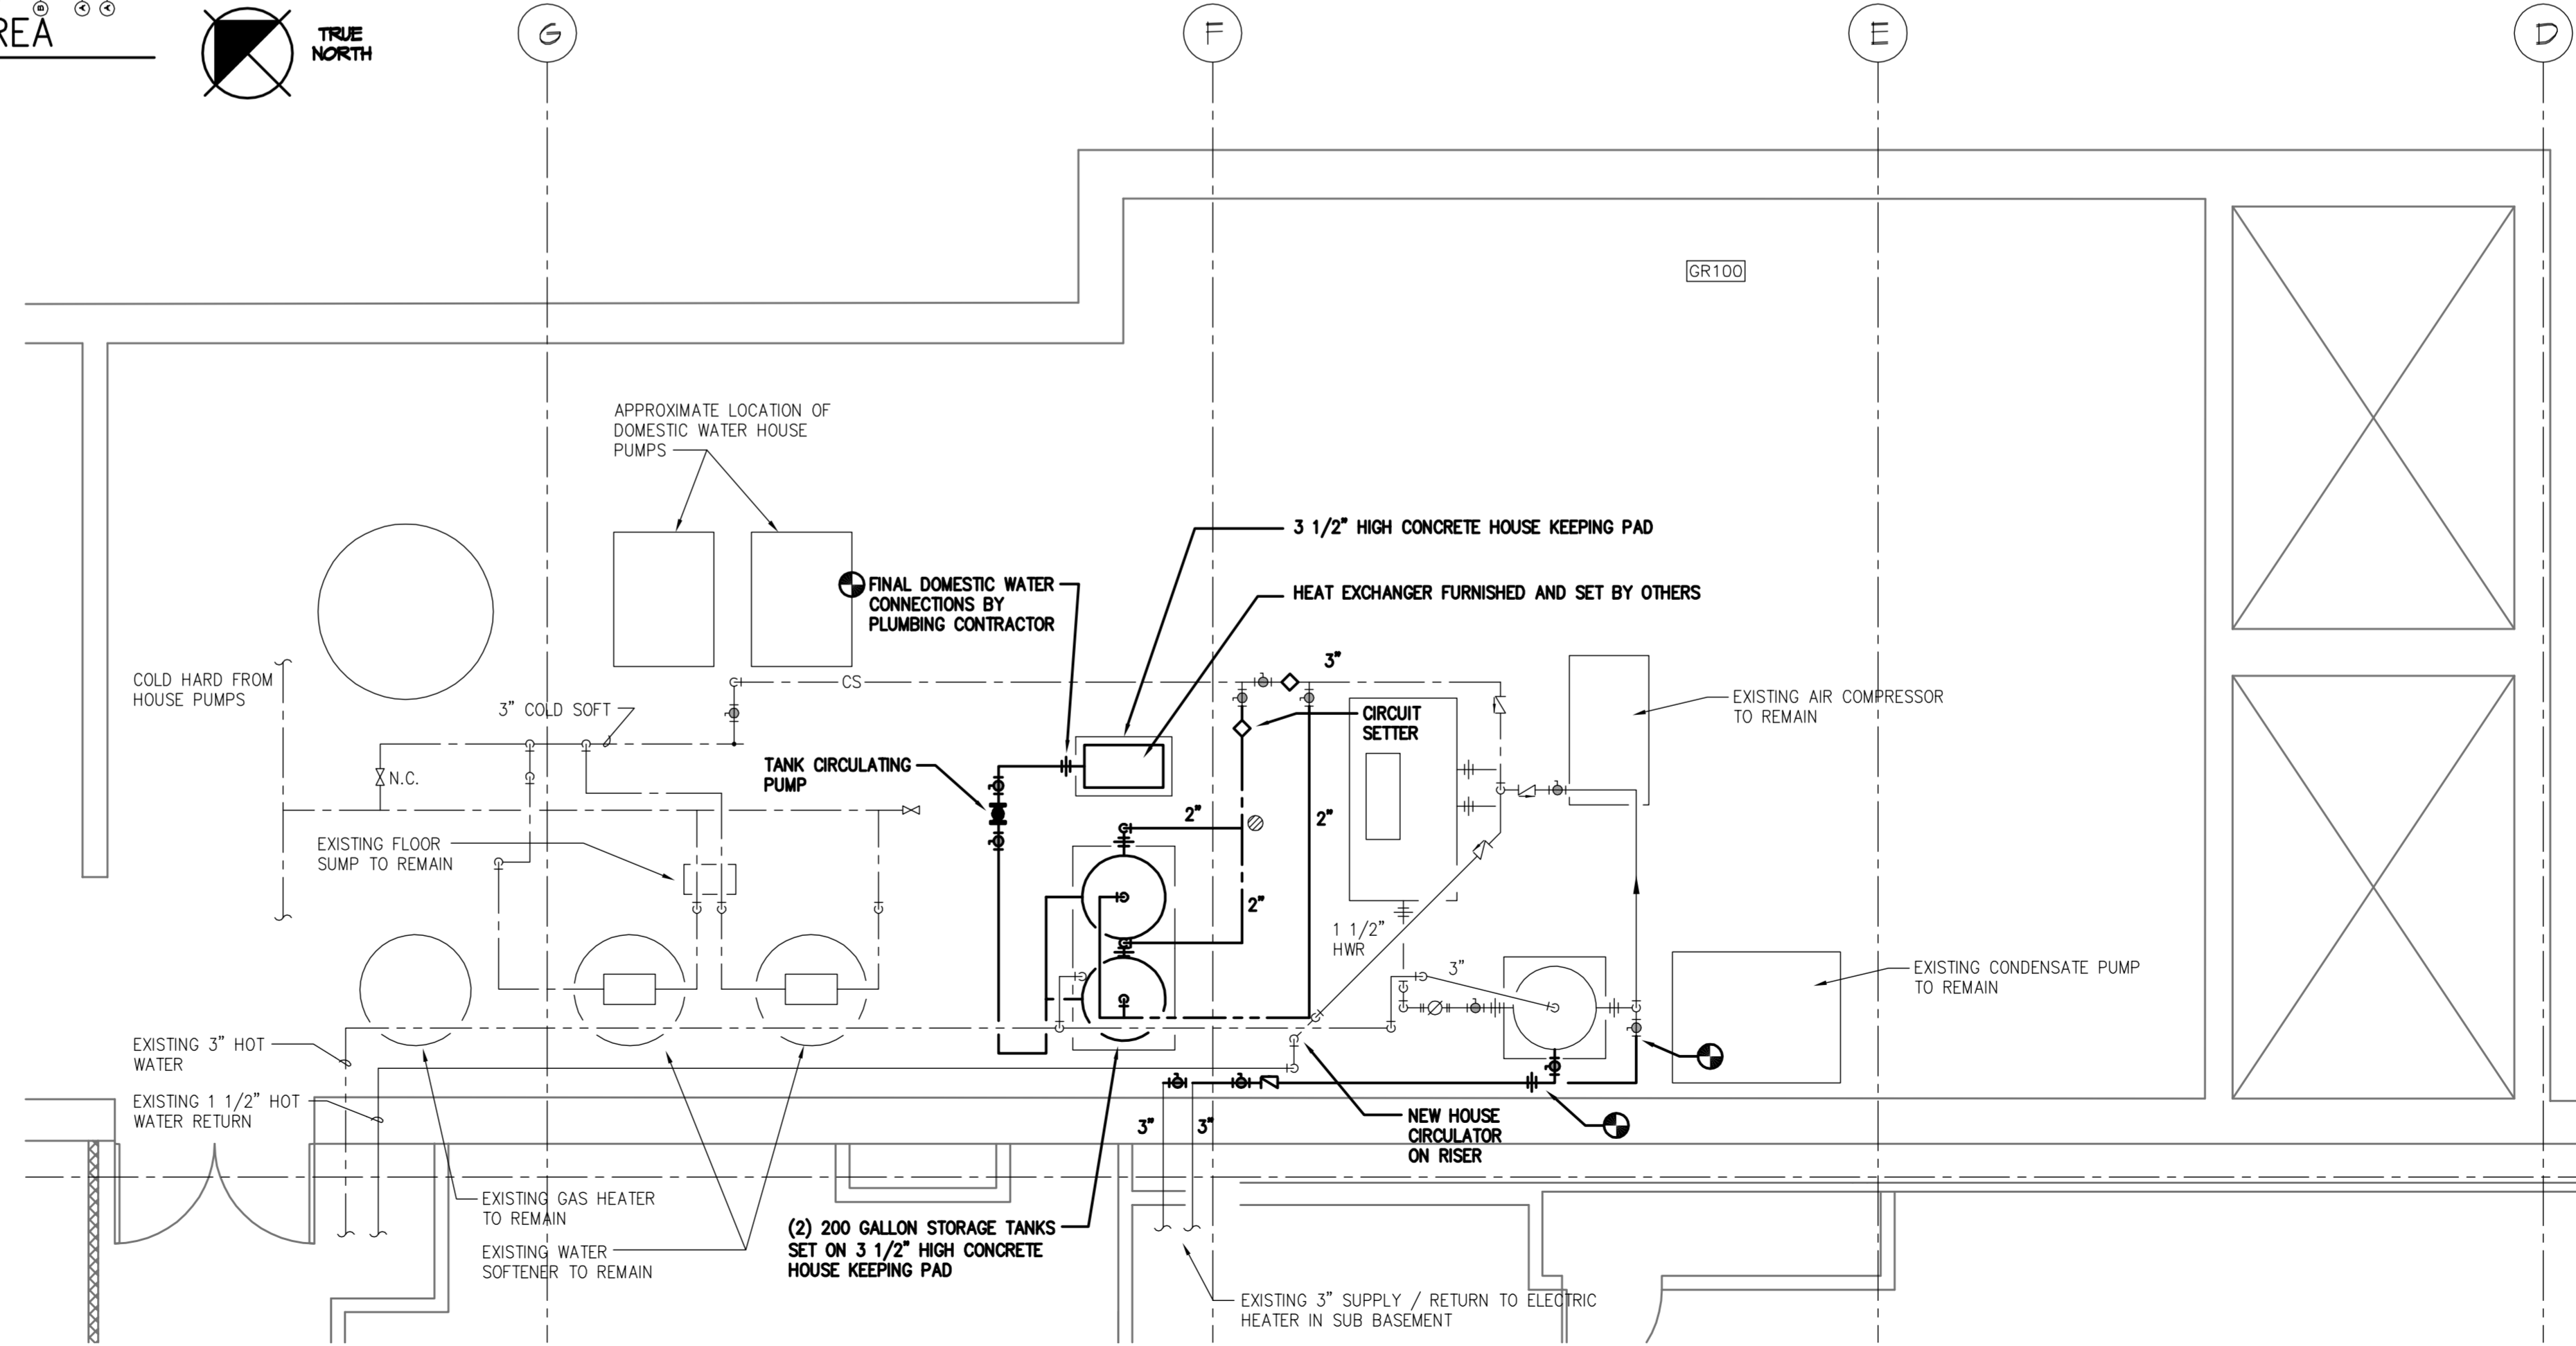 REA
B
A
A
TRUE
NORTH
G
F
E
D
GR100
APPROXIMATE LOCATION OF
DOMESTIC WATER HOUSE
PUMPS
3 1/2" HIGH CONCRETE HOUSE KEEPING PAD
FINAL DOMESTIC WATER
CONNECTIONS BY
PLUMBING CONTRACTOR
HEAT EXCHANGER FURNISHED AND SET BY OTHERS
COLD HARD FROM
HOUSE PUMPS
3" COLD SOFT
CS
3"
EXISTING AIR COMPRESSOR
TO REMAIN
CIRCUIT
SETTER
N.C.
TANK CIRCULATING
PUMP
2"
2"
EXISTING FLOOR
SUMP TO REMAIN
2"
1 1/2"
HWR
3"
EXISTING CONDENSATE PUMP
TO REMAIN
EXISTING 3" HOT
WATER
EXISTING 1 1/2" HOT
WATER RETURN
3"
3"
NEW HOUSE
CIRCULATOR
ON RISER
EXISTING GAS HEATER
TO REMAIN
EXISTING WATER
SOFTENER TO REMAIN
(2) 200 GALLON STORAGE TANKS
SET ON 3 1/2" HIGH CONCRETE
HOUSE KEEPING PAD
EXISTING 3" SUPPLY / RETURN TO ELECTRIC
HEATER IN SUB BASEMENT